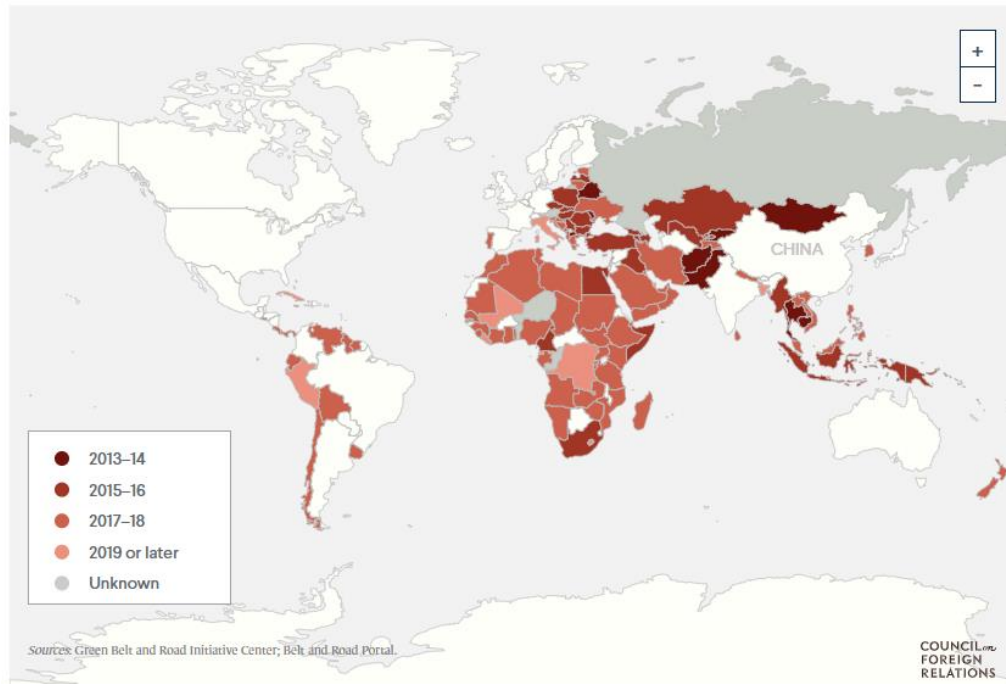 +
−
CHINA
2013–14
2015–16
2017–18
2019 or later
Unknown
Sources: Green Belt and Road Initiative Center; Belt and Road Portal.
COUNCIL on
FOREIGN
RELATIONS